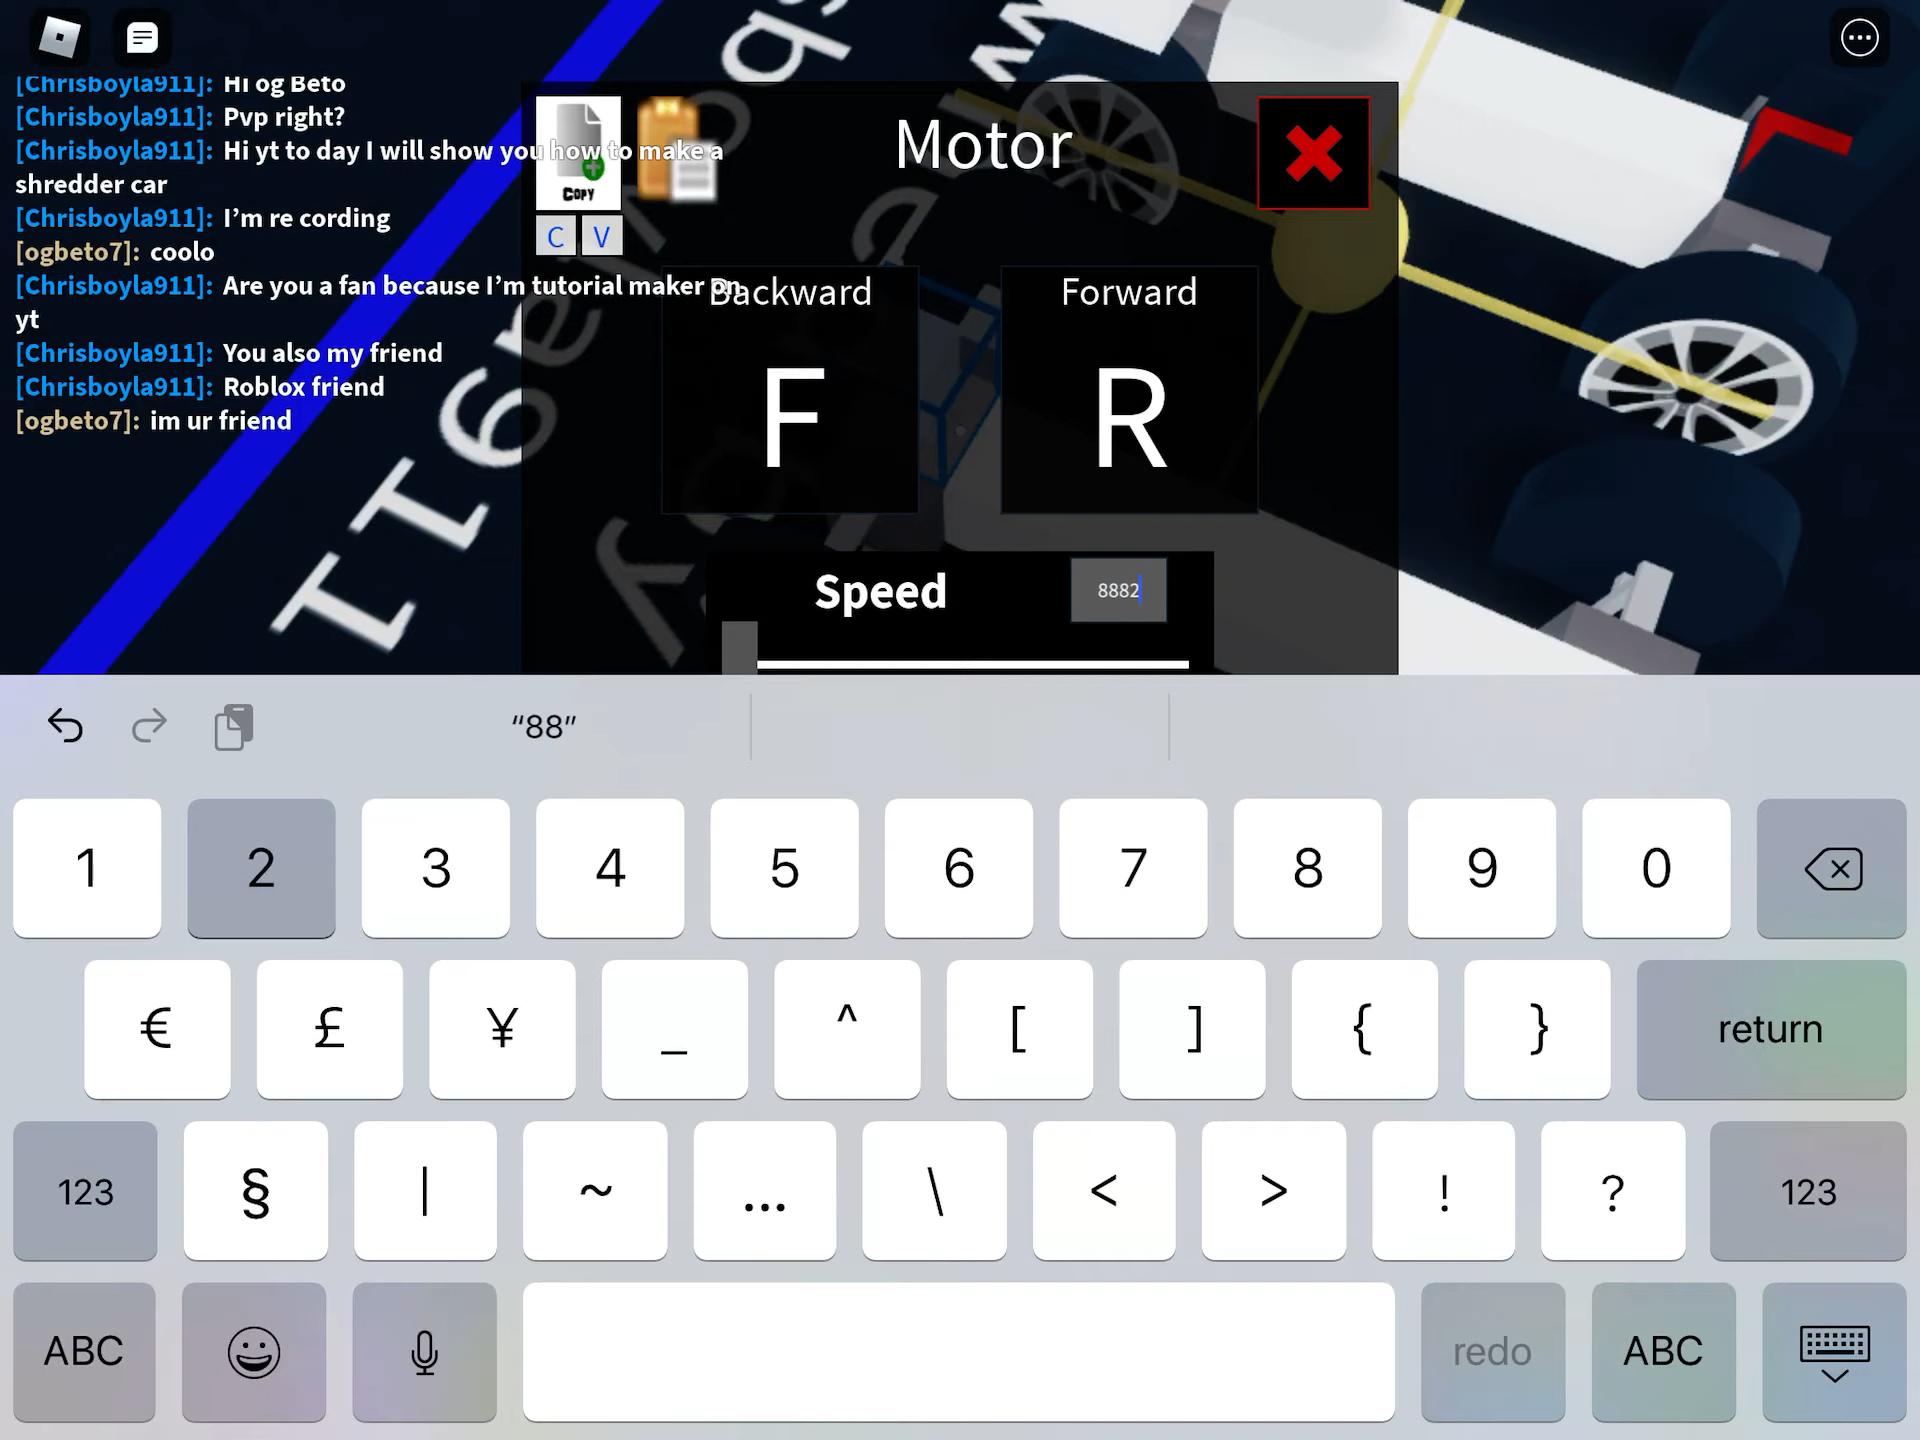 [Chrisboyla911]: Hi og Beto
[Chrisboyla911]: Pvp right?
[Chrisboyla911]: Hi yt to day I will show you how to make a
shredder car
[Chrisboyla911]: I'm re cording
[ogbeto7]: coolo
[Chrisboyla911]: Are you a fan because I'm tutorial maker on
yt
[Chrisboyla911]: You also my friend
[Chrisboyla911]: Roblox friend
[ogbeto7]: im ur friend
COPY
C V
Motor
Backward
Forward
F
R
Speed
8882
“88”
1 2 3 4 5 6 7 8 9 0
€ £ ¥ _ ^ [ ] { } return
123 § | ~ … \ < > ! ? 123
ABC redo ABC